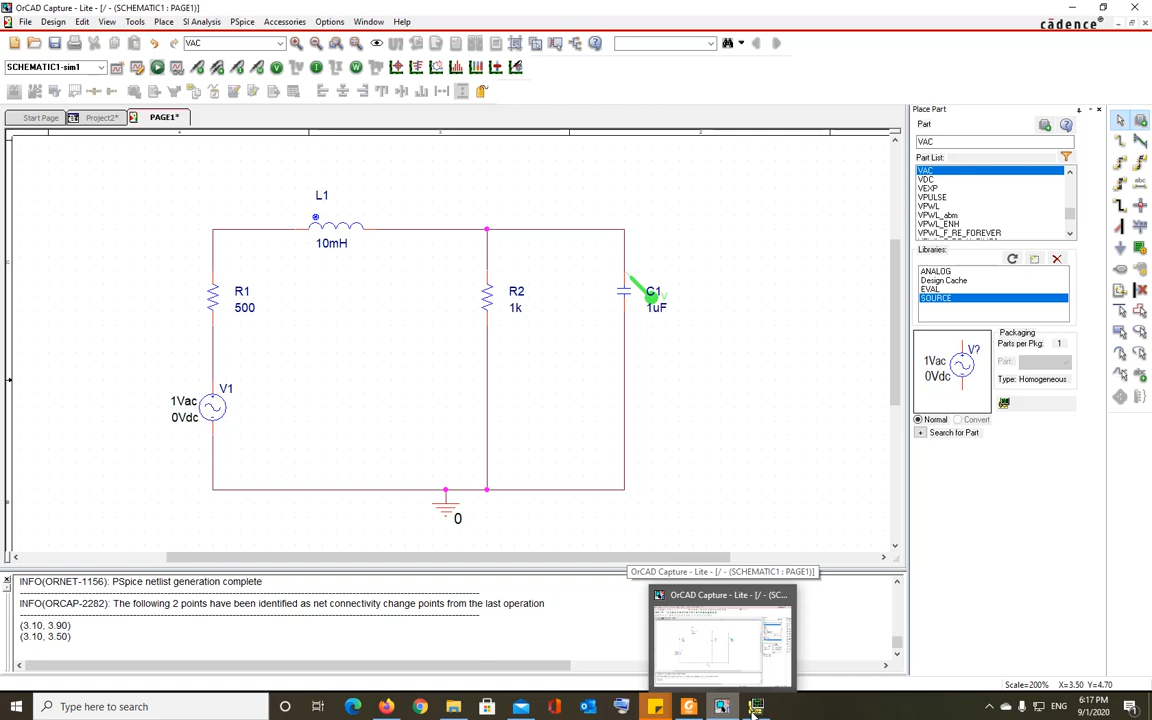 OrCAD Capture - Lite - [/ - (SCHEMATIC1 : PAGE1)]
File Design Edit View Tools Place SI Analysis PSpice Accessories Options Window Help
cādence®
VAC
SCHEMATIC1-sim1
Start Page
Project2*
PAGE1*
Place Part
Part
VAC
Part List:
VAC
VDC
VEXP
VPULSE
VPWL
VPWL_abm
VPWL_ENH
VPWL_F_RE_FOREVER
Libraries:
ANALOG
Design Cache
EVAL
SOURCE
Packaging
Parts per Pkg: 1
Part:
Type: Homogeneous
V?
1Vac
0Vdc
Normal Convert
Search for Part
L1
10mH
R1
500
R2
1k
C1
1uF
V
V1
1Vac
0Vdc
0
INFO(ORNET-1156): PSpice netlist generation complete
INFO(ORCAP-2282): The following 2 points have been identified as net connectivity change points from the last operation
(3.10, 3.90)
(3.10, 3.50)
OrCAD Capture - Lite - [/ - (SCHEMATIC1 : PAGE1)]
OrCAD Capture - Lite - [/ - (SC...
Scale=200% X=3.50 Y=4.70
Type here to search
ENG
6:17 PM
9/1/2020